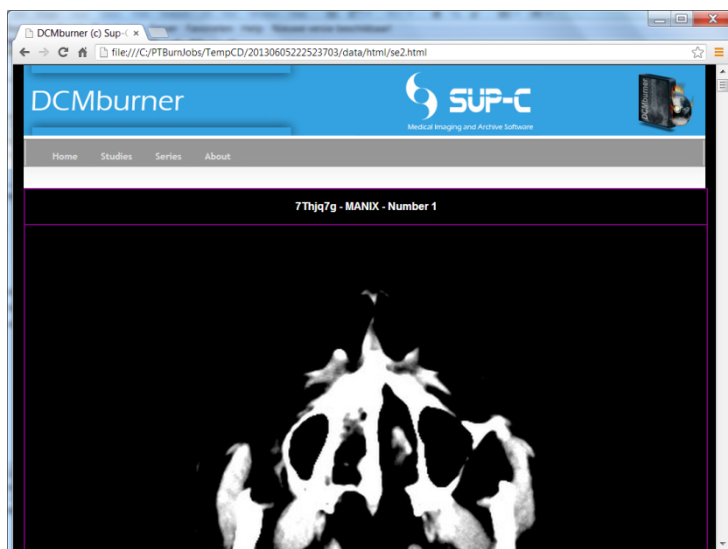 DCMburner (c) Sup-C
file:///C:/PTBurnJobs/TempCD/20130605222523703/data/html/se2.html
DCMburner
SUP-C
Medical Imaging and Archive Software
DCMburner
Home Studies Series About
7Thjq7g - MANIX - Number 1